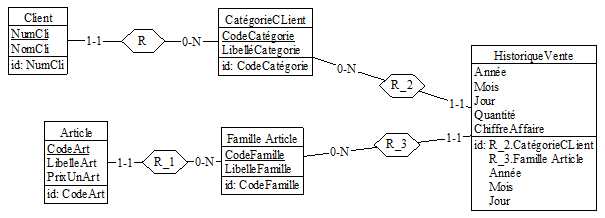 Client
NumCli
NomCli
id: NumCli
1-1
R
0-N
CatégorieCLient
CodeCatégorie
LibelléCategorie
id: CodeCatégorie
0-N
R_2
1-1
HistoriqueVente
Année
Mois
Jour
Quantité
ChiffreAffaire
id: R_2.CatégorieCLient
R_3.Famille Article
Année
Mois
Jour
Article
CodeArt
LibelleArt
PrixUnArt
id: CodeArt
1-1
R_1
0-N
Famille Article
CodeFamille
LibelleFamille
id: CodeFamille
0-N
R_3
1-1